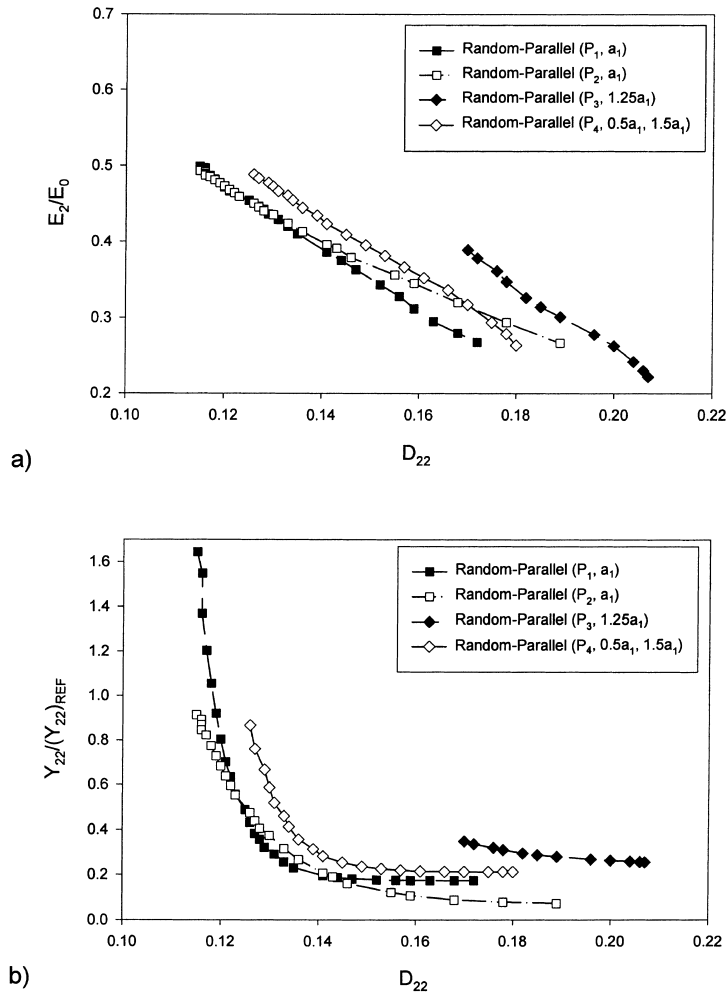 0.7
0.6
0.5
0.4
0.3
0.2
E₂/E₀
Random-Parallel (P₁, a₁)
Random-Parallel (P₂, a₁)
Random-Parallel (P₃, 1.25a₁)
Random-Parallel (P₄, 0.5a₁, 1.5a₁)
0.10 0.12 0.14 0.16 0.18 0.20 0.22
D₂₂
a)
1.6
1.4
1.2
1.0
0.8
0.6
0.4
0.2
0.0
Y₂₂/(Y₂₂)REF
Random-Parallel (P₁, a₁)
Random-Parallel (P₂, a₁)
Random-Parallel (P₃, 1.25a₁)
Random-Parallel (P₄, 0.5a₁, 1.5a₁)
0.10 0.12 0.14 0.16 0.18 0.20 0.22
D₂₂
b)